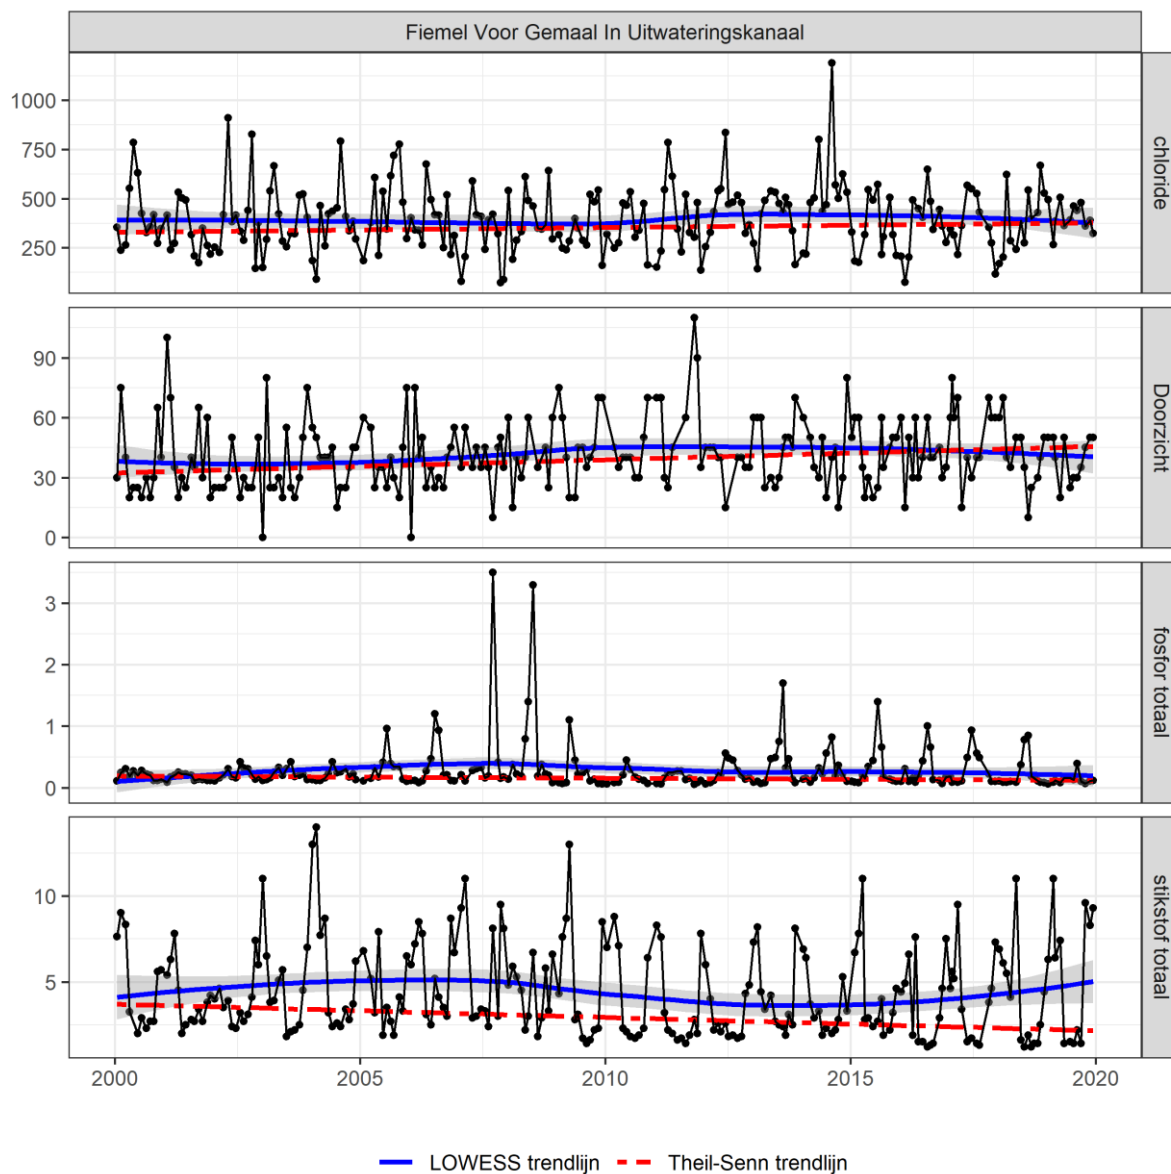 Fiemel Voor Gemaal In Uitwateringskanaal
1000
750
500
250
chloride
90
60
30
0
Doorzicht
3
2
1
0
fosfor totaal
10
5
stikstof totaal
2000 2005 2010 2015 2020
LOWESS trendlijn Theil-Senn trendlijn